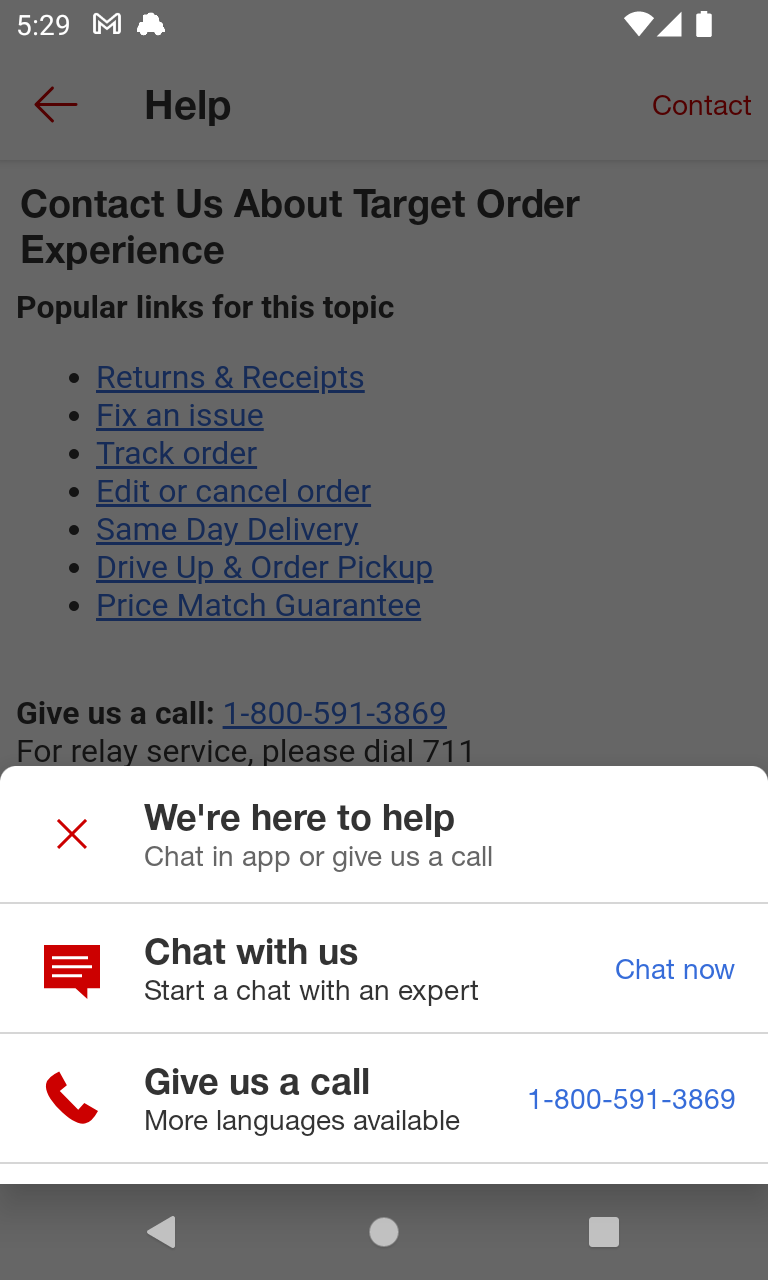 5:29
Help
Contact
Contact Us About Target Order
Experience
Popular links for this topic
Returns & Receipts
Fix an issue
Track order
Edit or cancel order
Same Day Delivery
Drive Up & Order Pickup
Price Match Guarantee
Give us a call: 1-800-591-3869
For relay service, please dial 711
We're here to help
Chat in app or give us a call
Chat with us
Start a chat with an expert
Chat now
Give us a call
More languages available
1-800-591-3869